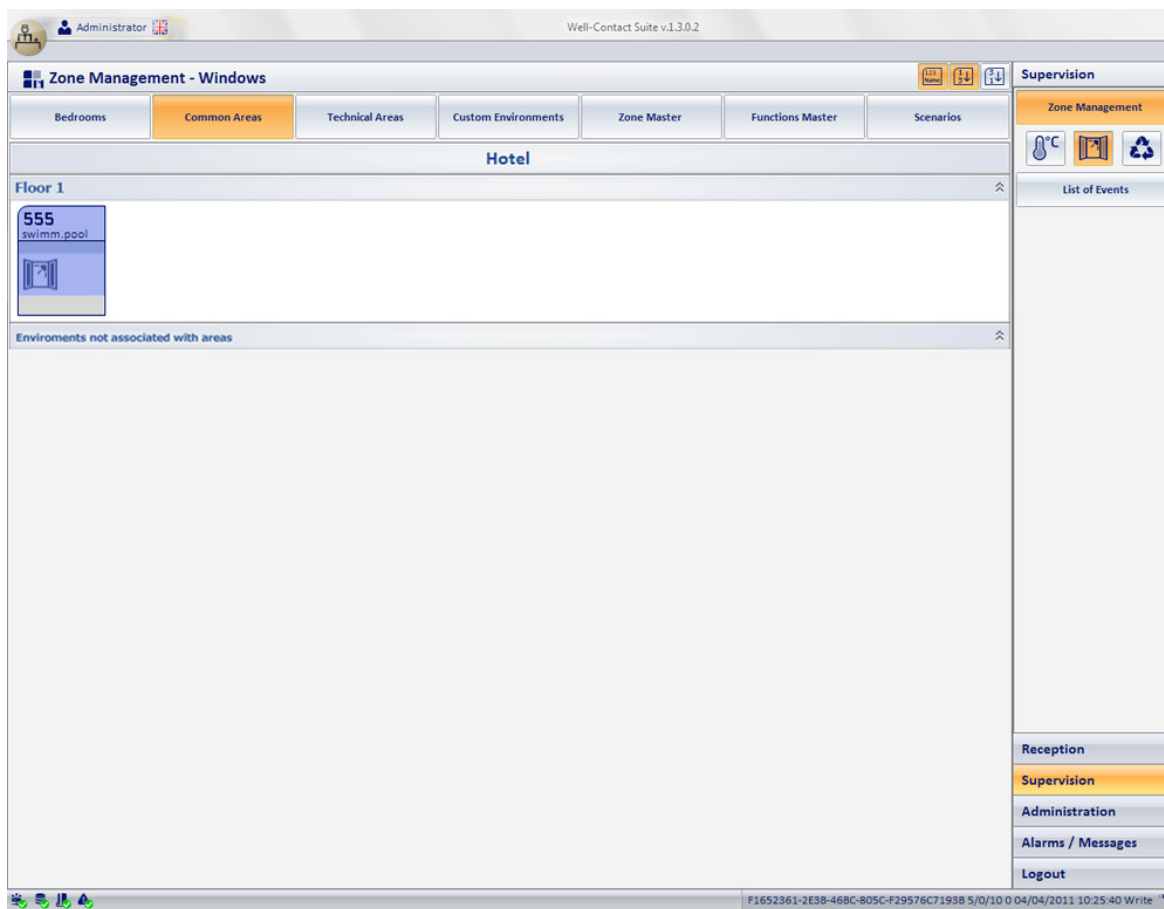 Administrator
Well-Contact Suite v.1.3.0.2
Zone Management - Windows
Supervision
Bedrooms
Common Areas
Technical Areas
Custom Environments
Zone Master
Functions Master
Scenarios
Zone Management
Hotel
°C
Floor 1
List of Events
555
swimm.pool
Enviroments not associated with areas
Reception
Supervision
Administration
Alarms / Messages
Logout
F1652361-2E3B-46BC-805C-F29576C7193B 5/0/10 0 04/04/2011 10:25:40 Write